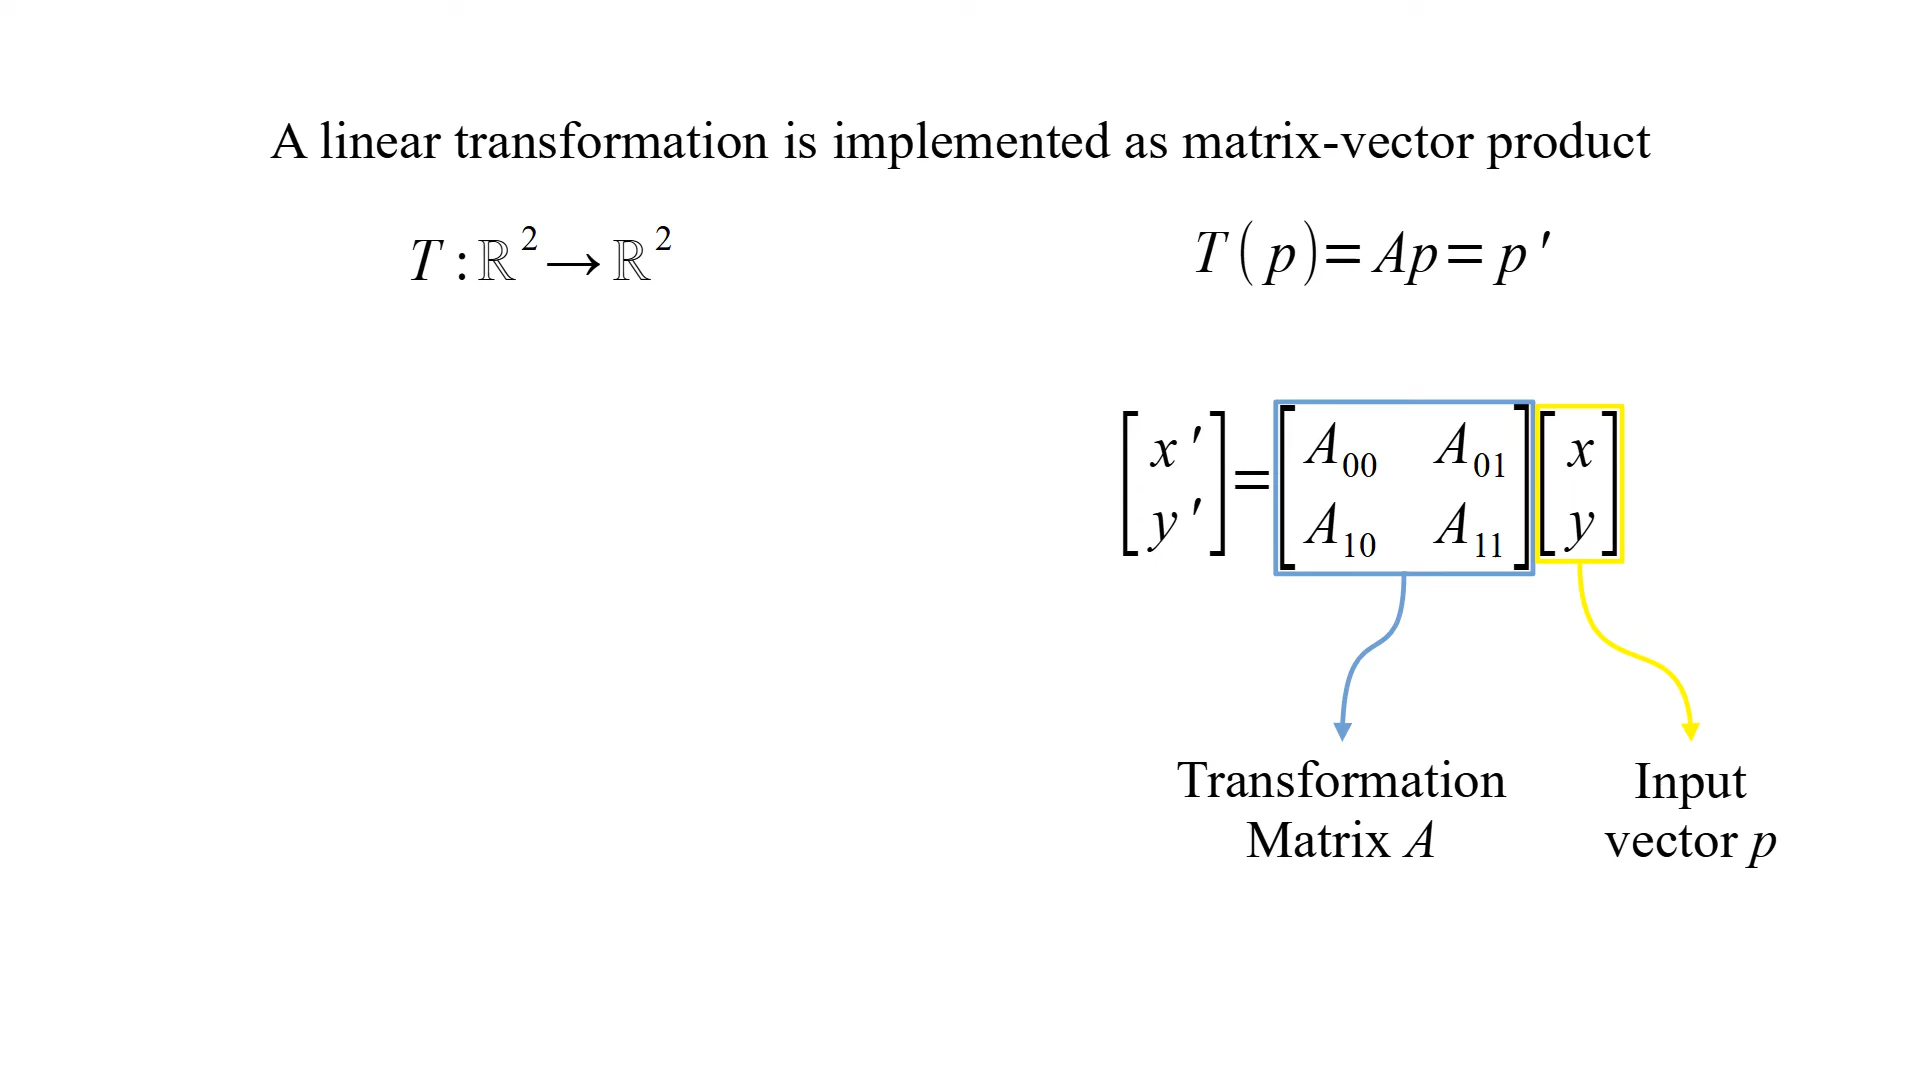 A linear transformation is implemented as matrix-vector product
T : ℝ² → ℝ²
T ( p ) = Ap = p ′
[ x ′ y ′ ] = [ A₀₀ A₀₁ A₁₀ A₁₁ ] [ x y ]
Transformation
Matrix A
Input
vector p